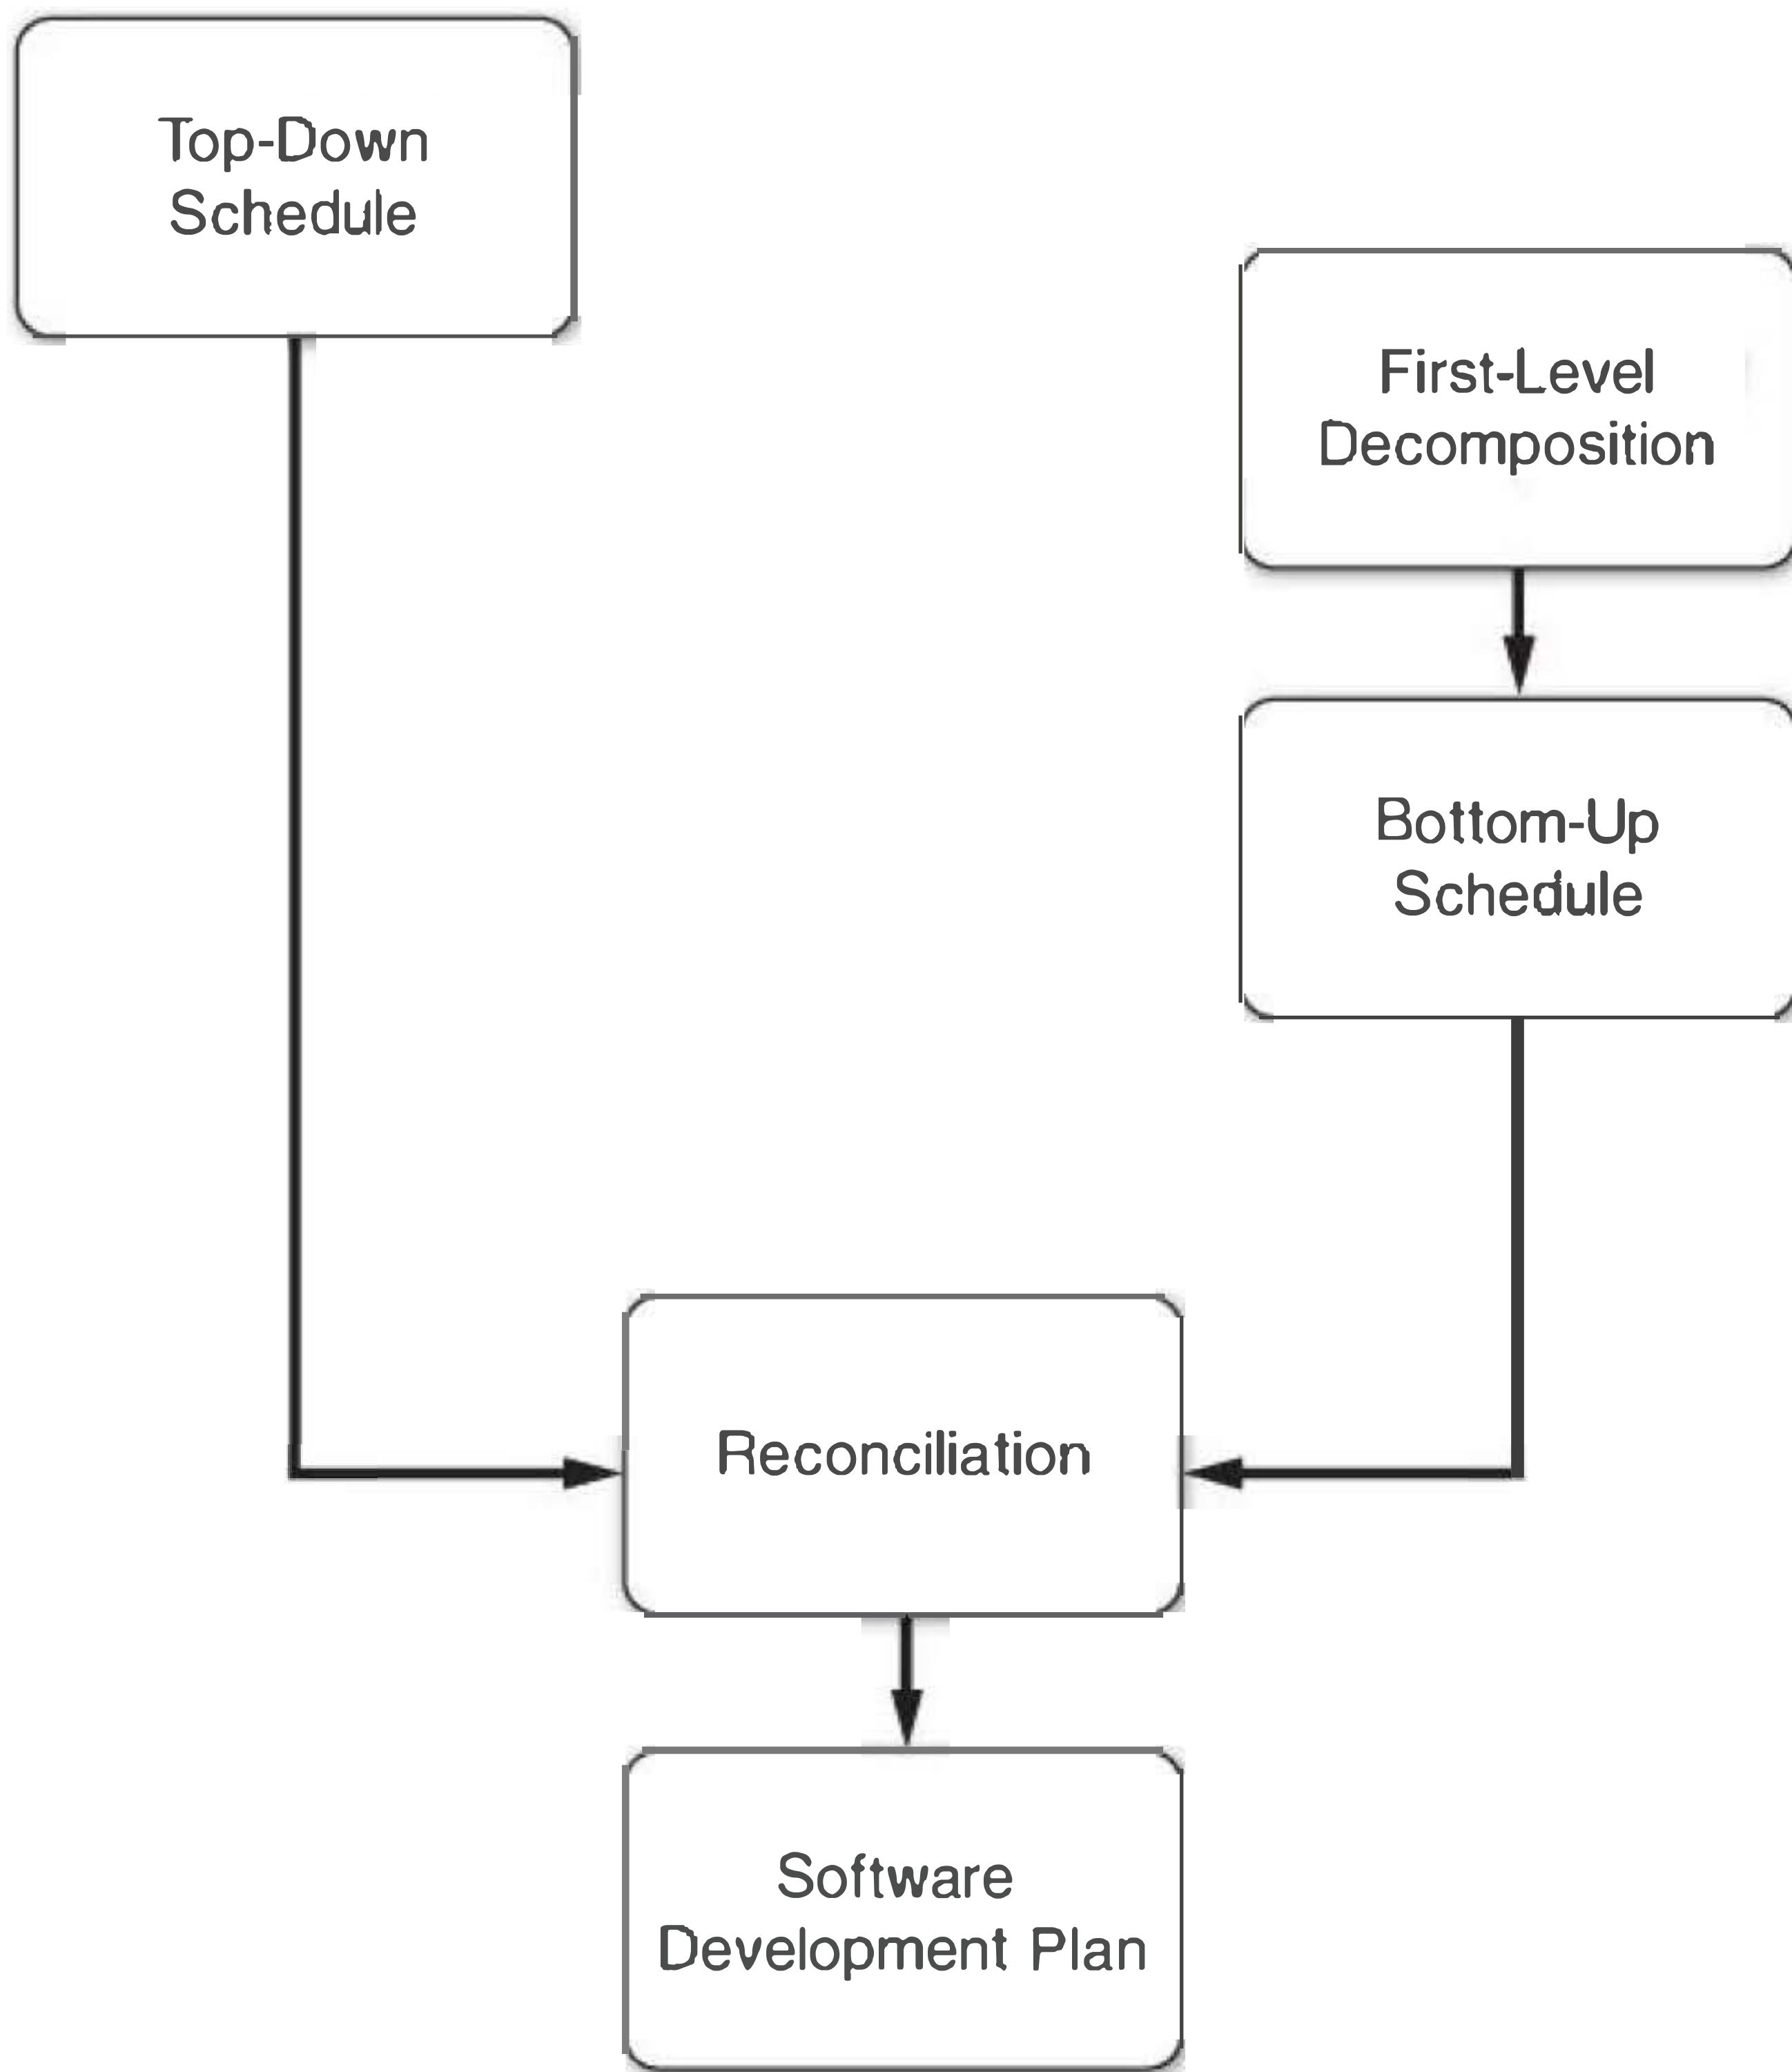 Top-Down
Schedule
First-Level
Decomposition
Bottom-Up
Schedule
Reconciliation
Software
Development Plan